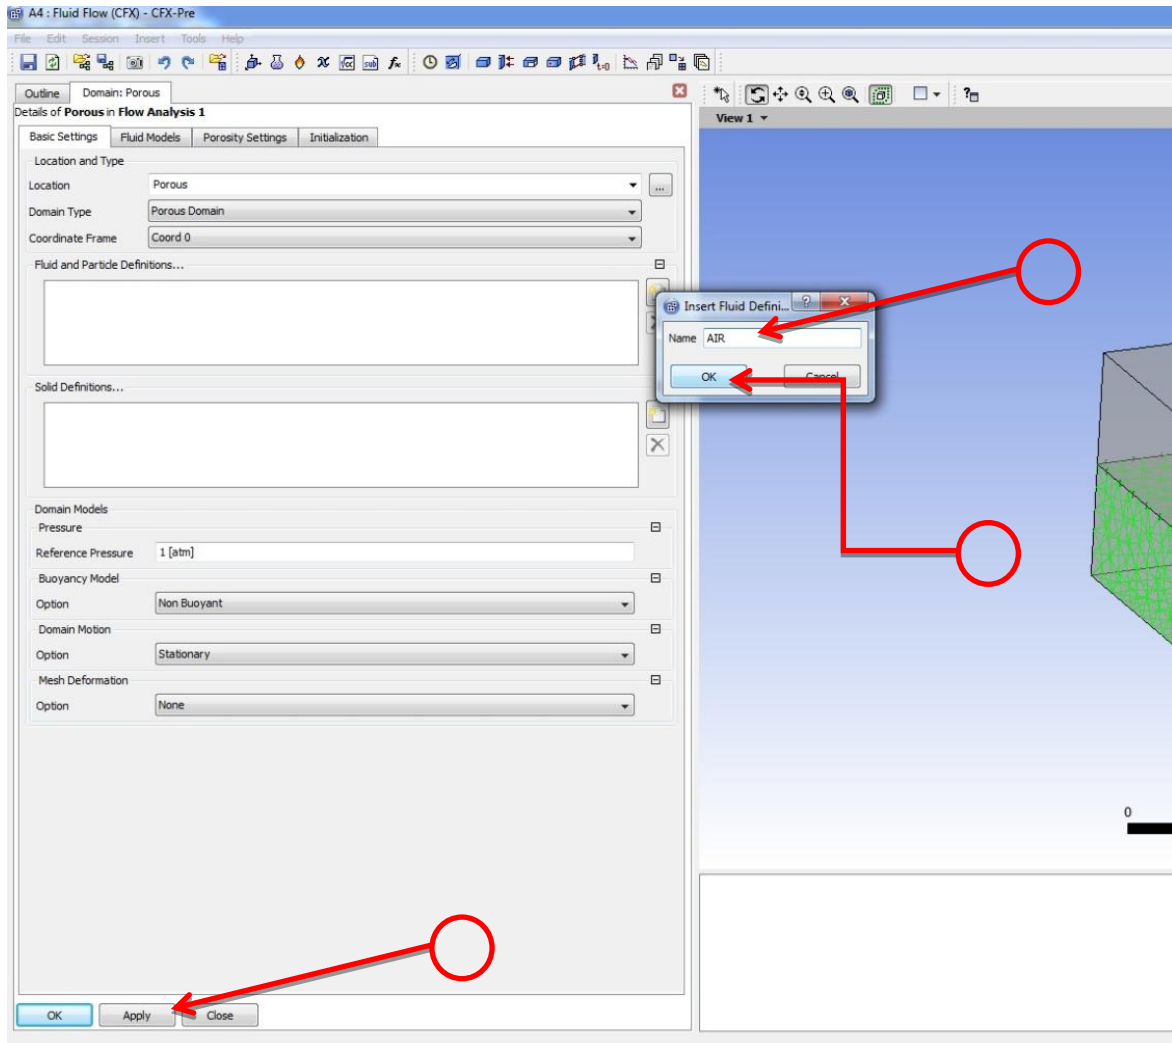 A4 : Fluid Flow (CFX) - CFX-Pre
File Edit Session Insert Tools Help
Outline Domain: Porous
Details of Porous in Flow Analysis 1
Basic Settings Fluid Models Porosity Settings Initialization
Location and Type
Location Porous ...
Domain Type Porous Domain
Coordinate Frame Coord 0
Fluid and Particle Definitions...
Solid Definitions...
Domain Models
Pressure
Reference Pressure 1 [atm]
Buoyancy Model
Option Non Buoyant
Domain Motion
Option Stationary
Mesh Deformation
Option None
OK Apply Close
View 1
Insert Fluid Defini...
Name AIR
OK Cancel
0